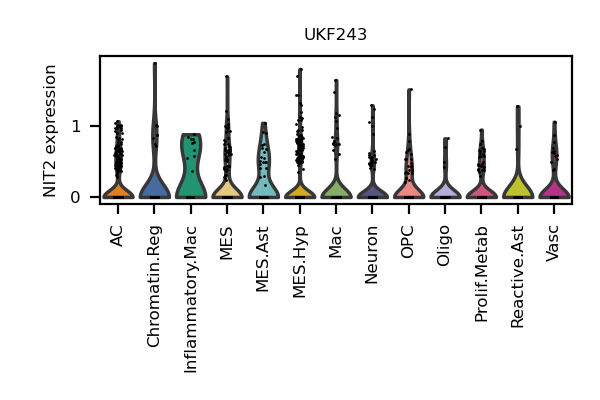 UKF243
NIT2 expression
1
0
AC
Chromatin.Reg
Inflammatory.Mac
MES
MES.Ast
MES.Hyp
Mac
Neuron
OPC
Oligo
Prolif.Metab
Reactive.Ast
Vasc